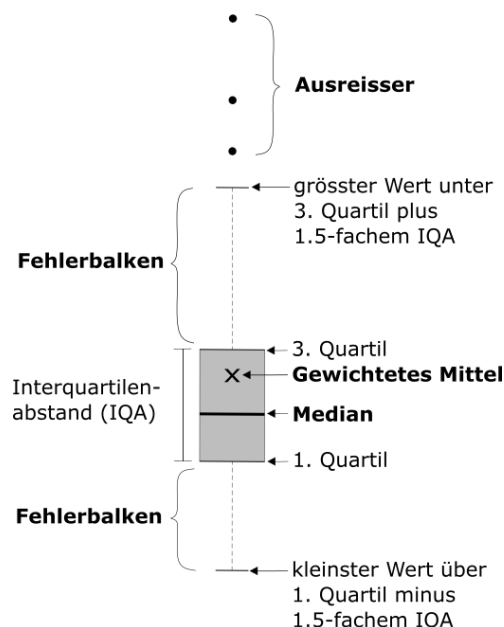 Ausreisser
grösster Wert unter
3. Quartil plus
1.5-fachem IQA
Fehlerbalken
3. Quartil
Gewichtetes Mittel
Interquartilen-
abstand (IQA)
Median
1. Quartil
Fehlerbalken
kleinster Wert über
1. Quartil minus
1.5-fachem IQA